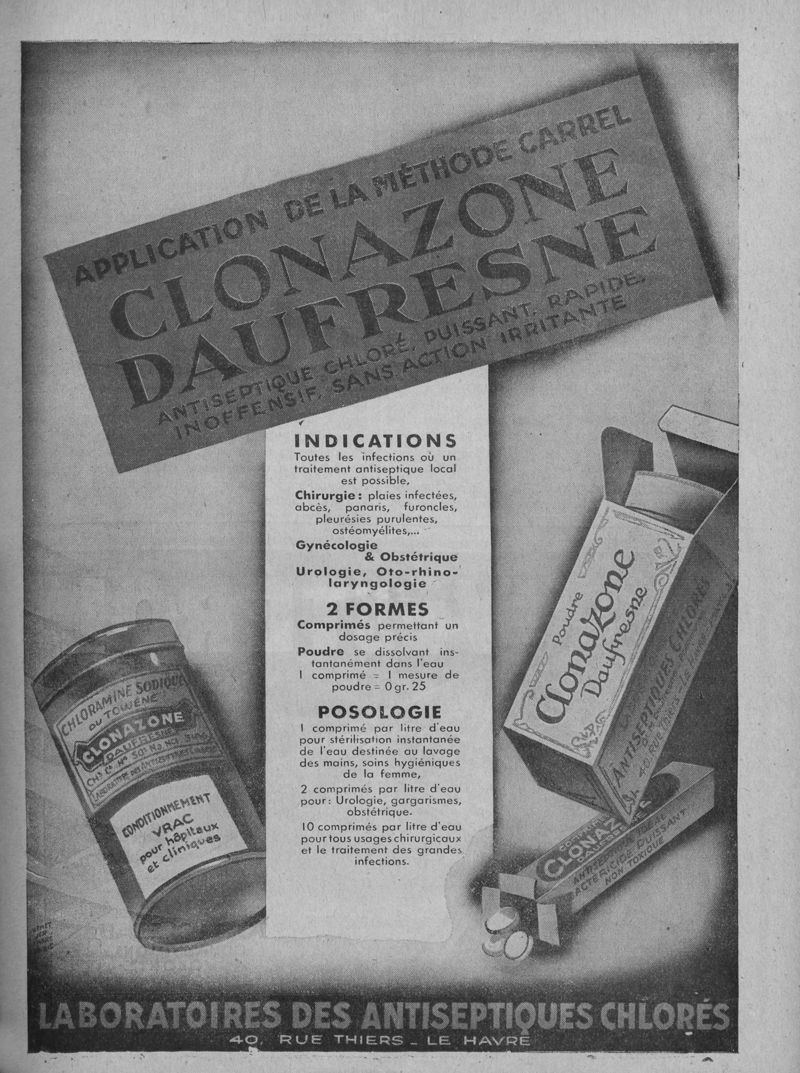 APPLICATION DE LA MÉTHODE CARREL
CLONAZONE
DAUFRESNE
ANTISEPTIQUE CHLORÉ, PUISSANT, RAPIDE,
INOFFENSIF, SANS ACTION IRRITANTE
INDICATIONS
Toutes les infections où un
traitement antiseptique local
est possible,
Chirurgie : plaies infectées,
abcès, panaris, furoncles,
pleurésies purulentes,
ostéomyélites,...
Gynécologie
& Obstétrique
Urologie, Oto-rhino-
laryngologie
2 FORMES
Comprimés permettant un
dosage précis
Poudre se dissolvant ins-
tantanément dans l'eau
1 comprimé = 1 mesure de
poudre = 0 gr. 25
POSOLOGIE
1 comprimé par litre d'eau
pour stérilisation instantanée
de l'eau destinée au lavage
des mains, soins hygiéniques
de la femme,
2 comprimés par litre d'eau
pour : Urologie, gargarismes,
obstétrique.
10 comprimés par litre d'eau
pour tous usages chirurgicaux
et le traitement des grandes
infections.
CHLORAMINE SODIQUE
DU TOLUÈNE
CLONAZONE
DAUFRESNE
CONDITIONNEMENT
VRAC
pour hôpitaux
et cliniques
Poudre
Clonazone
Daufresne
ANTISEPTIQUES CHLORÉS
40, RUE THIERS
CLONAZ
PUISSANT
NON TOXIQUE
LABORATOIRES DES ANTISEPTIQUES CHLORÉS
40, RUE THIERS _ LE HAVRE